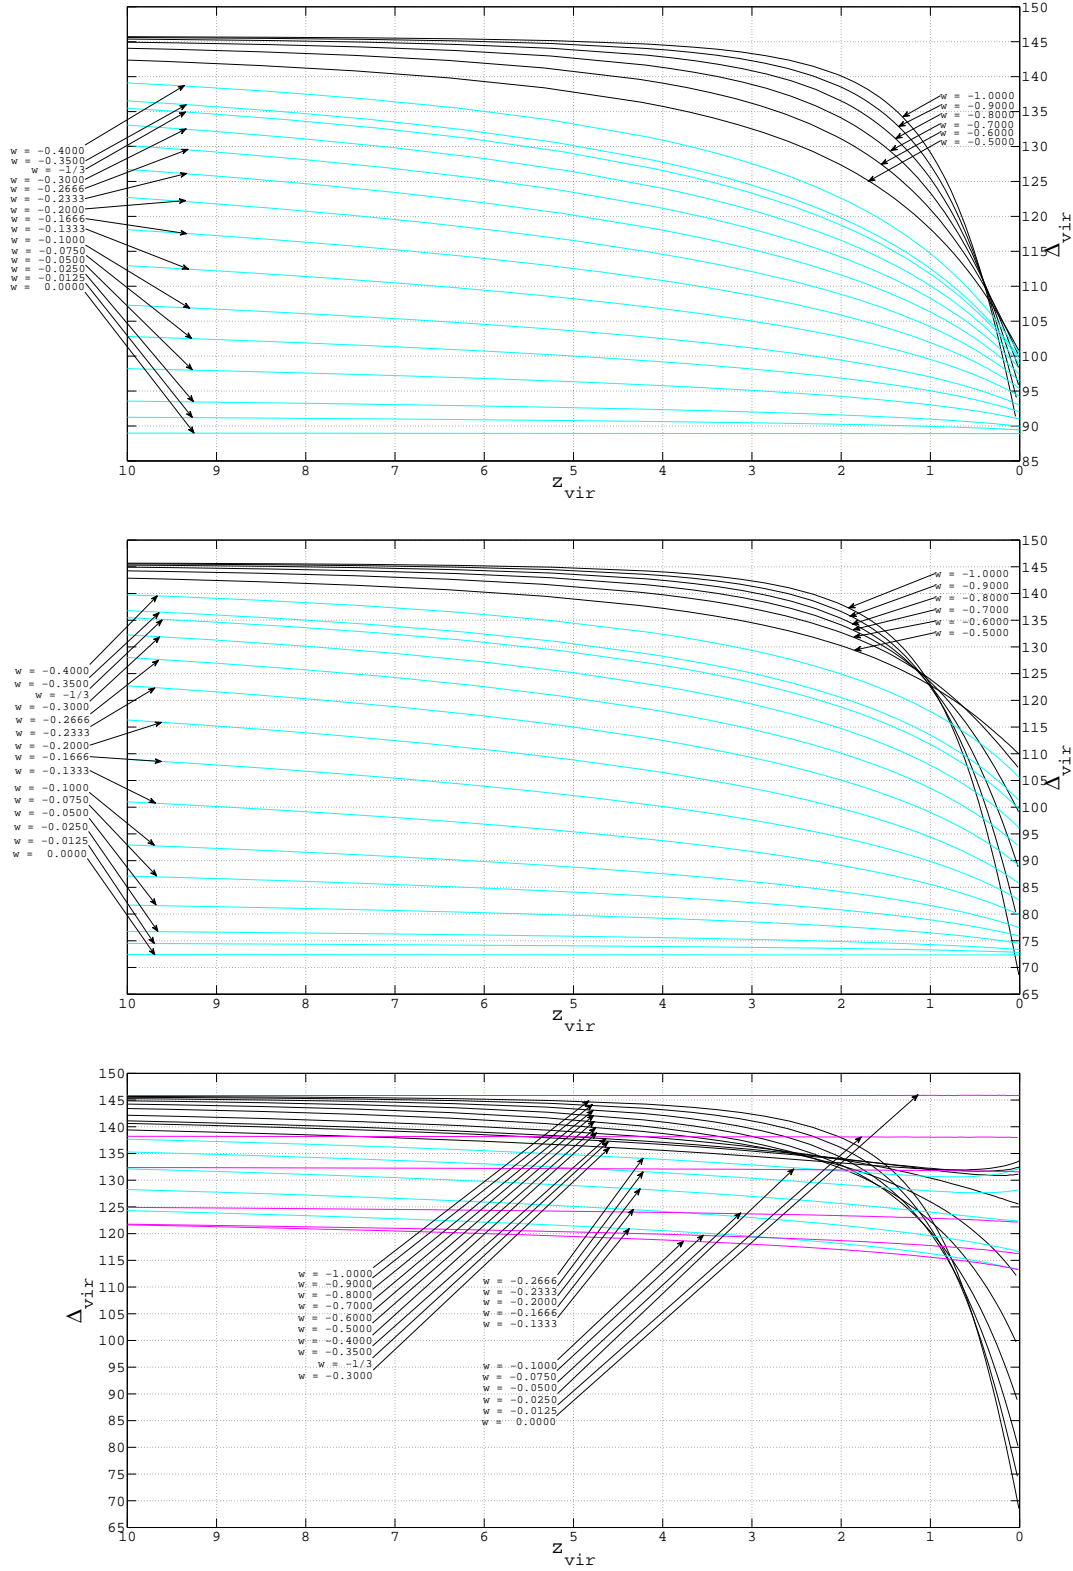 150
145
140
135
130
125
120
115
110
105
100
95
90
85
Δvir
w = -1.0000
w = -0.9000
w = -0.8000
w = -0.7000
w = -0.6000
w = -0.5000
w = -0.4000
w = -0.3500
w = -1/3
w = -0.3000
w = -0.2666
w = -0.2333
w = -0.2000
w = -0.1666
w = -0.1333
w = -0.1000
w = -0.0750
w = -0.0500
w = -0.0250
w = -0.0125
w = 0.0000
10 9 8 7 6 5 4 3 2 1 0
zvir
150
145
140
135
130
125
120
115
110
105
100
95
90
85
80
75
70
65
Δvir
w = -1.0000
w = -0.9000
w = -0.8000
w = -0.7000
w = -0.6000
w = -0.5000
w = -0.4000
w = -0.3500
w = -1/3
w = -0.3000
w = -0.2666
w = -0.2333
w = -0.2000
w = -0.1666
w = -0.1333
w = -0.1000
w = -0.0750
w = -0.0500
w = -0.0250
w = -0.0125
w = 0.0000
10 9 8 7 6 5 4 3 2 1 0
zvir
150
145
140
135
130
125
120
115
110
105
100
95
90
85
80
75
70
65
Δvir
w = -1.0000
w = -0.9000
w = -0.8000
w = -0.7000
w = -0.6000
w = -0.5000
w = -0.4000
w = -0.3500
w = -1/3
w = -0.3000
w = -0.2666
w = -0.2333
w = -0.2000
w = -0.1666
w = -0.1333
w = -0.1000
w = -0.0750
w = -0.0500
w = -0.0250
w = -0.0125
w = 0.0000
10 9 8 7 6 5 4 3 2 1 0
zvir